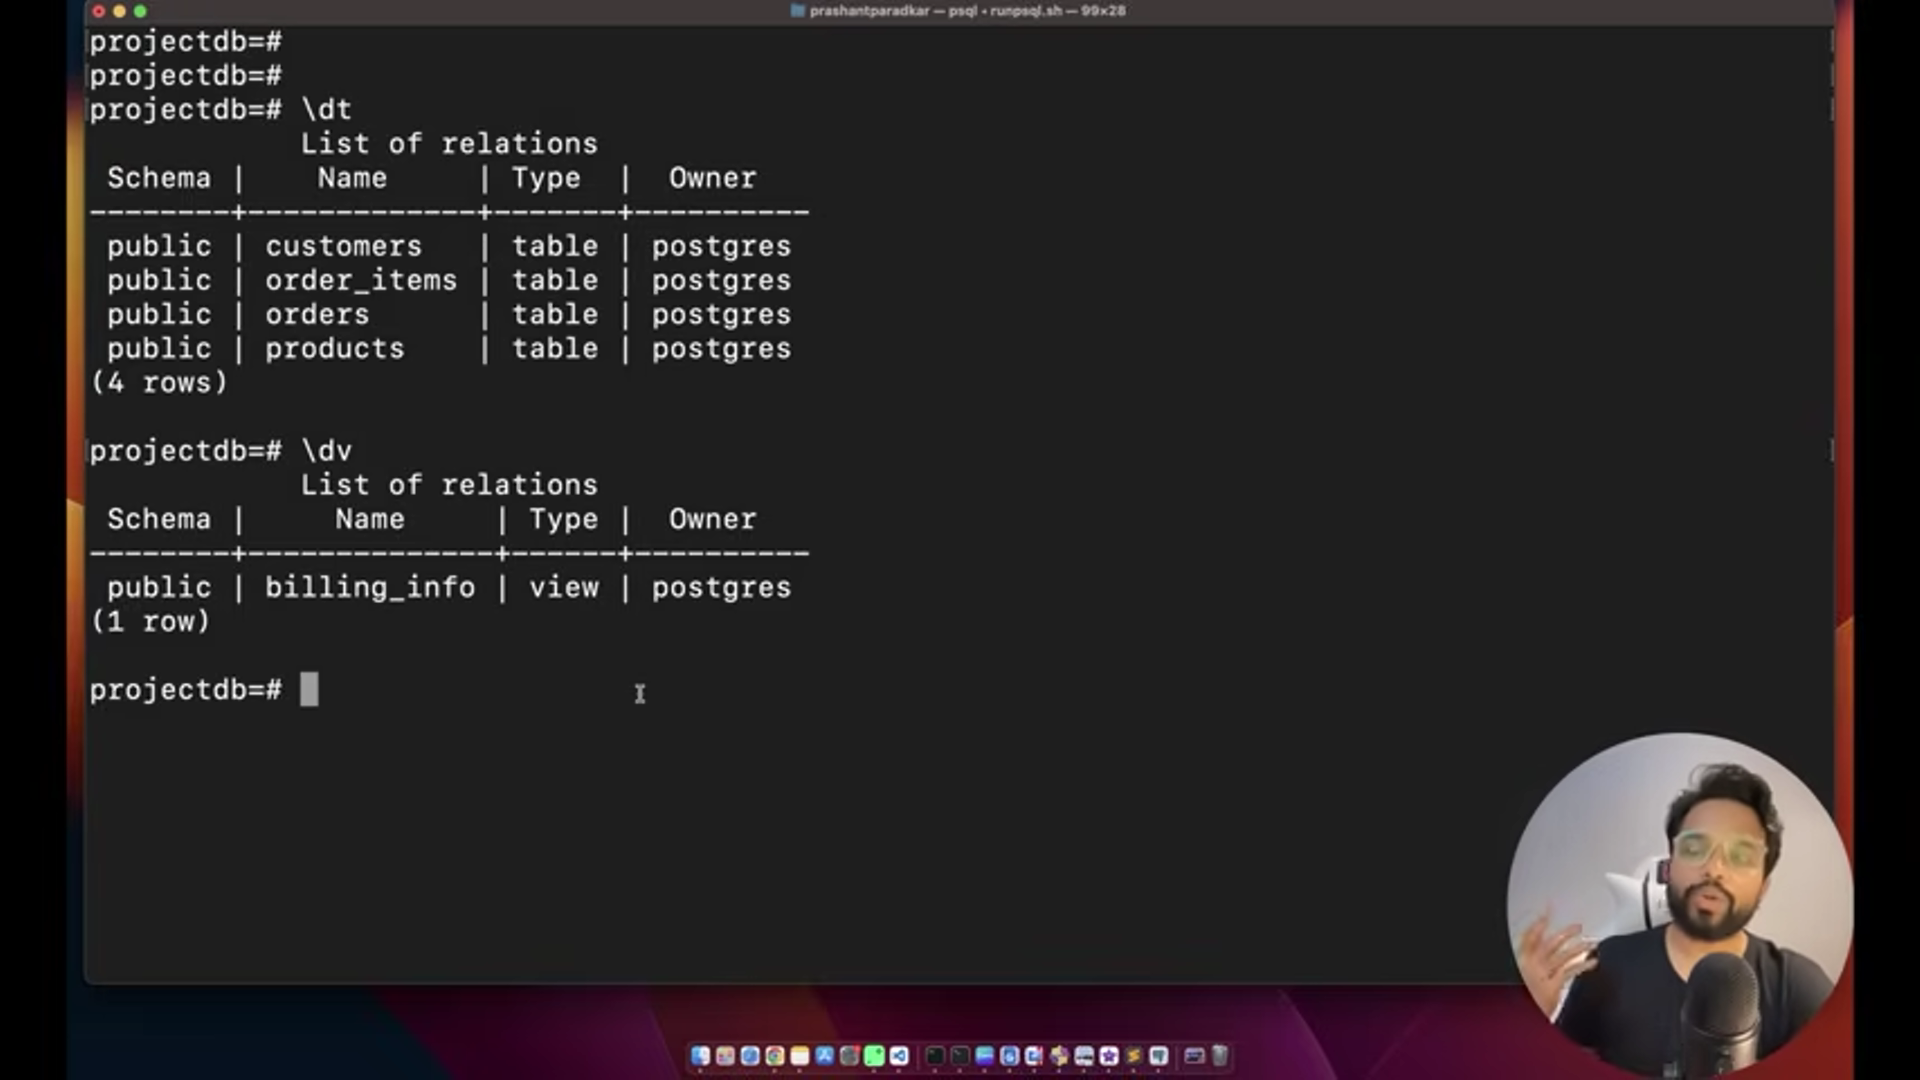 prashantparadkar — psql • runpsql.sh — 99×28
projectdb=#
projectdb=#
projectdb=# \dt
List of relations
Schema | Name | Type | Owner
--------+-------------+-------+----------
public | customers | table | postgres
public | order_items | table | postgres
public | orders | table | postgres
public | products | table | postgres
(4 rows)
projectdb=# \dv
List of relations
Schema | Name | Type | Owner
--------+--------------+------+----------
public | billing_info | view | postgres
(1 row)
projectdb=#